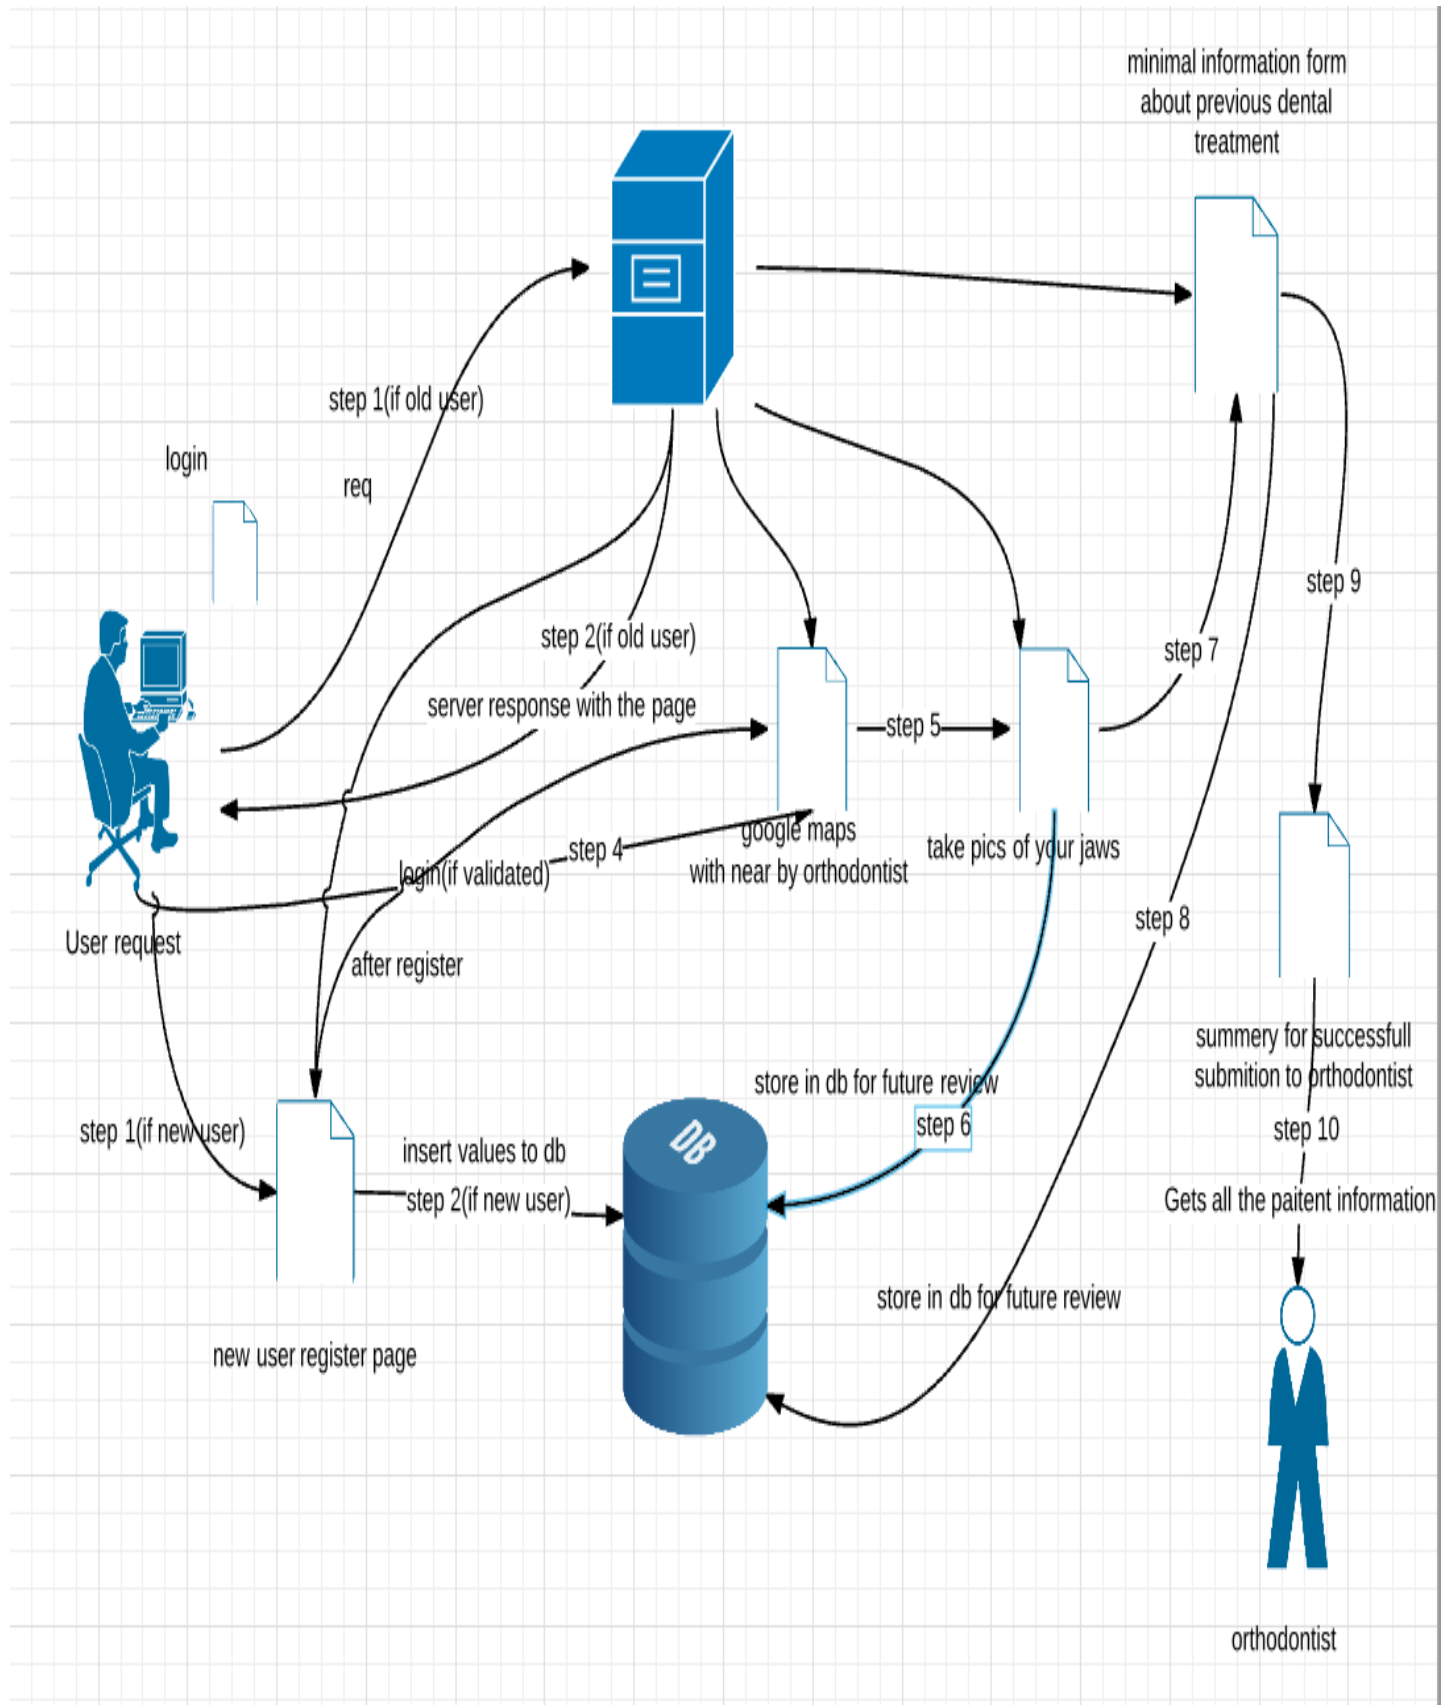 minimal information form
about previous dental
treatment
step 1(if old user)
login
req
step 9
step 2(if old user)
step 7
server response with the page
step 5
google maps
with near by orthodontist
take pics of your jaws
step 4
login(if validated)
step 8
User request
after register
summery for successfull
submition to orthodontist
store in db for future review
step 6
step 10
step 1(if new user)
insert values to db
step 2(if new user)
DB
Gets all the paitent information
store in db for future review
new user register page
orthodontist